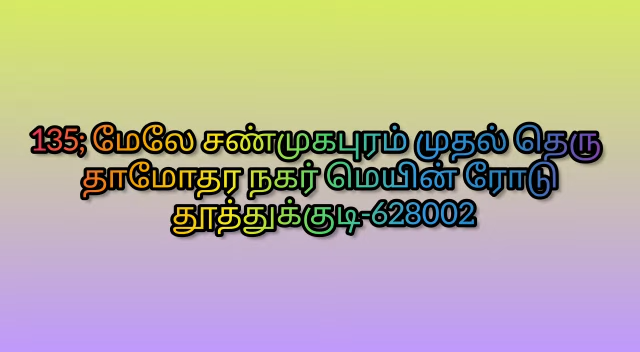 135; மேலே சண்முகபுரம் முதல் தெரு
தாமோதர நகர் மெயின் ரோடு
தூத்துக்குடி-628002